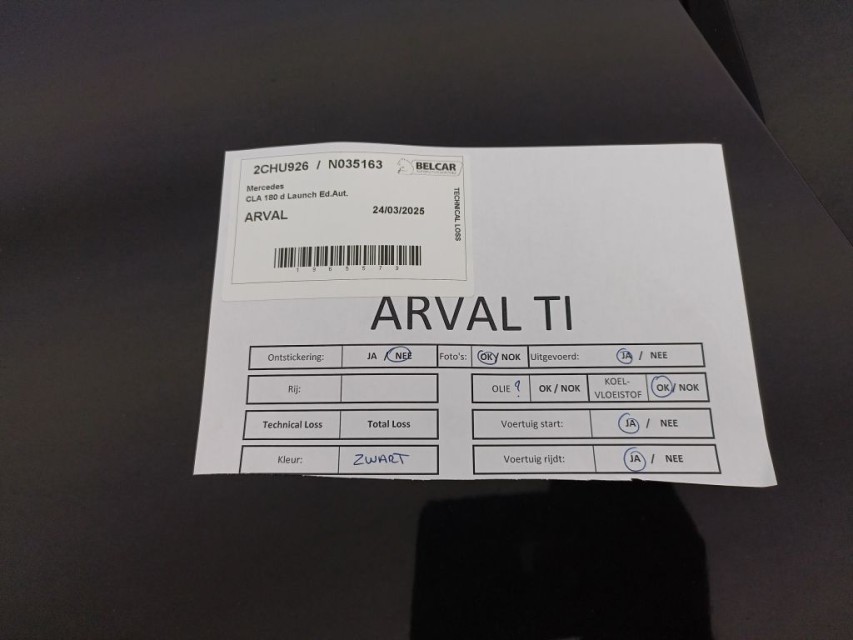 2CHU926 / N035163 BELCAR
Mercedes
CLA 180 d Launch Ed.Aut.
ARVAL 24/03/2025
TECHNICAL LOSS
1965579
ARVAL TI
Ontstickering: JA / NEE Foto's: OK/ NOK Uitgevoerd: JA / NEE
Rij: OLIE ? OK / NOK KOEL-
VLOEISTOF OK/ NOK
Technical Loss Total Loss Voertuig start: JA / NEE
Kleur: ZWART Voertuig rijdt: JA / NEE